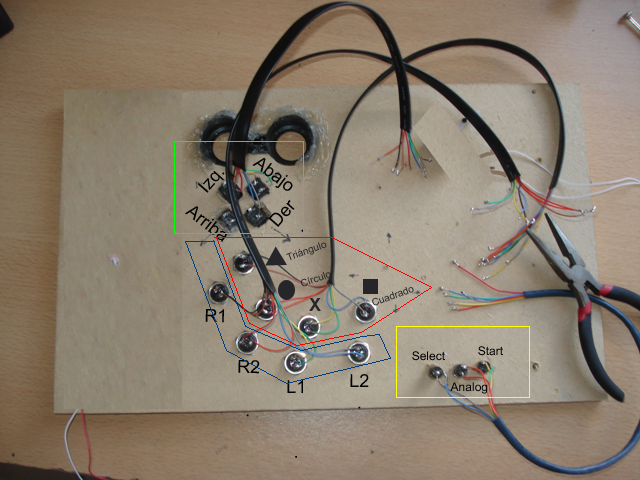 Izq.
Abajo
Arriba
Der
Triángulo
Círculo
X
Cuadrado
R1
R2
L1
L2
Select
Start
Analog